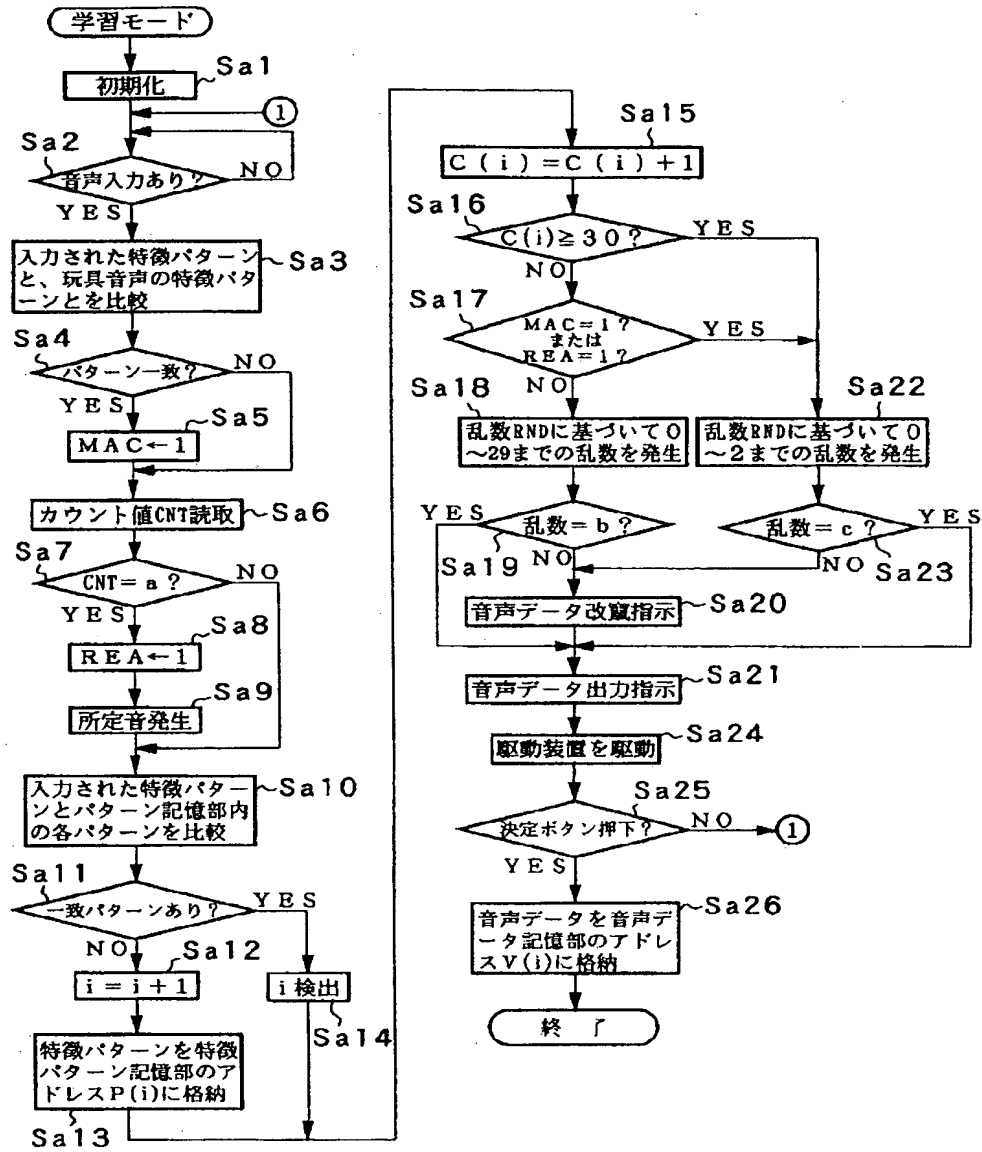 学習モード
Sa1
初期化
①
Sa2
音声入力あり？
NO
YES
入力された特徴パターン
と、玩具音声の特徴パタ
ーンとを比較
Sa3
Sa4
パターン一致？
NO
YES
Sa5
MAC←1
カウント値CNT読取
Sa6
Sa7
CNT＝a？
NO
YES
Sa8
REA←1
Sa9
所定音発生
入力された特徴パター
ンとパターン記憶部内
の各パターンを比較
Sa10
Sa11
一致パターンあり？
YES
NO
Sa12
i＝i＋1
i検出
Sa14
特徴パターンを特徴
パターン記憶部のア
ドレスP(i)に格納
Sa13
Sa15
C(i)＝C(i)＋1
Sa16
C(i)≧30？
YES
NO
Sa17
MAC＝1？
または
REA＝1？
YES
NO
Sa18
乱数RNDに基づいて0
～29までの乱数を発生
Sa22
乱数RNDに基づいて0
～2までの乱数を発生
YES
乱数＝b？
Sa19
NO
乱数＝c？
YES
NO
Sa23
音声データ改竄指示
Sa20
音声データ出力指示
Sa21
駆動装置を駆動
Sa24
Sa25
決定ボタン押下？
NO
①
YES
音声データを音声デ
ータ記憶部のアドレ
スV(i)に格納
Sa26
終了